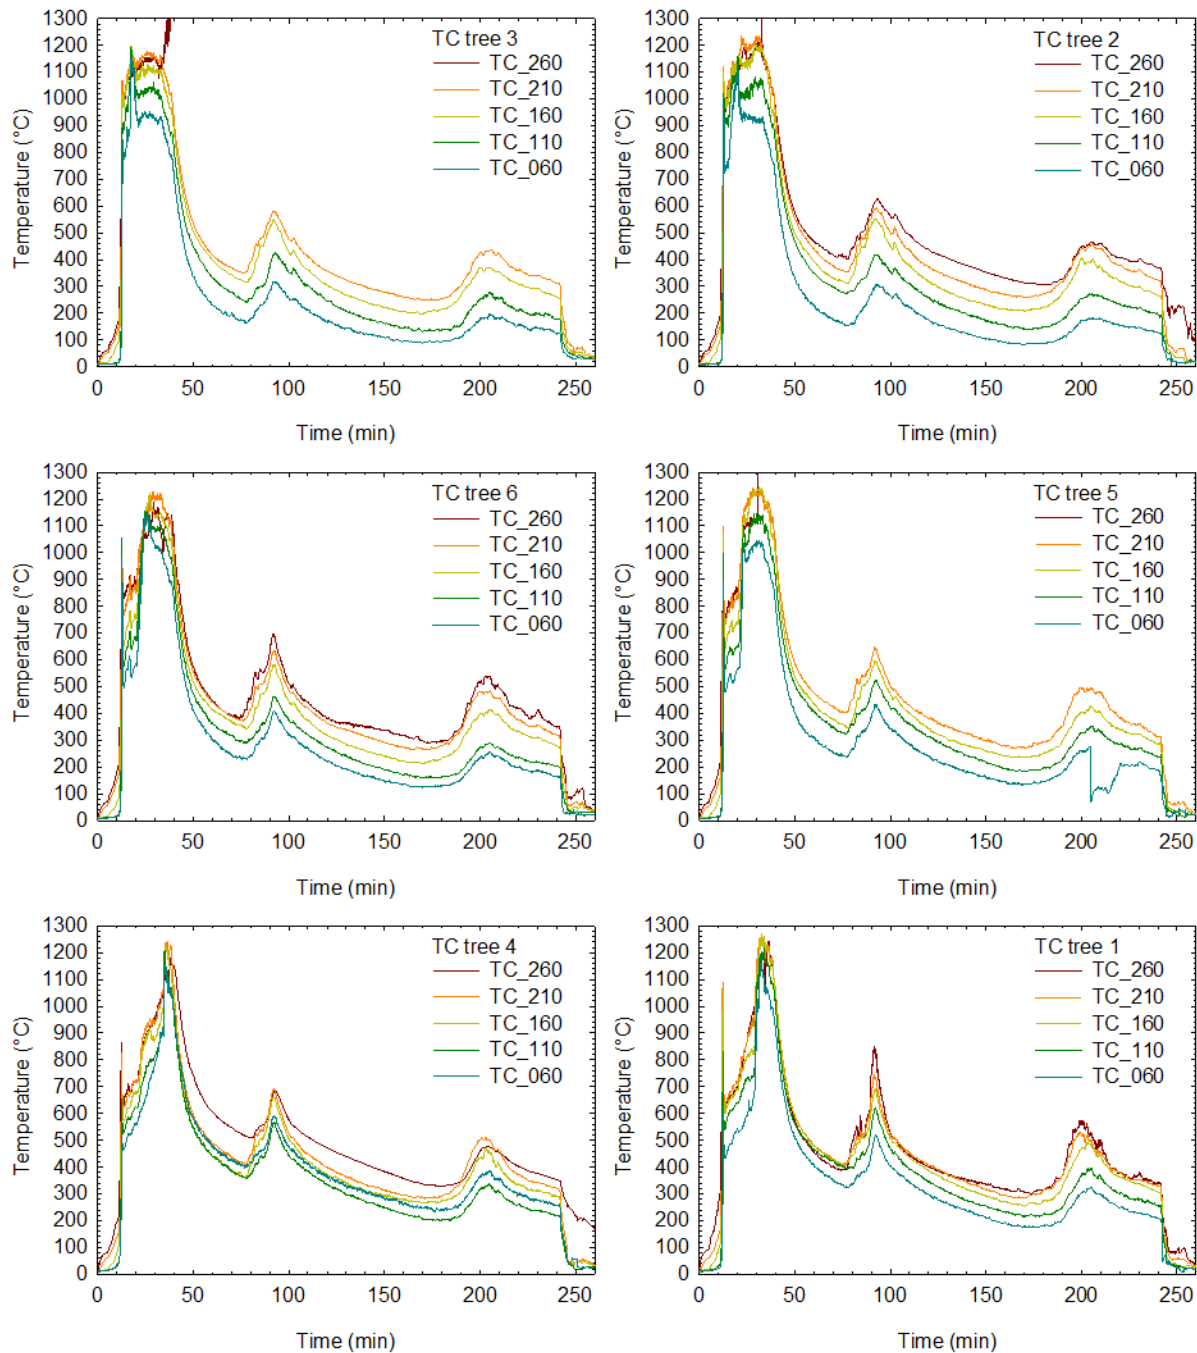 TC tree 3
TC_260
TC_210
TC_160
TC_110
TC_060
Temperature (°C)
1300
1200
1100
1000
900
800
700
600
500
400
300
200
100
0
0 50 100 150 200 250
Time (min)
TC tree 2
TC_260
TC_210
TC_160
TC_110
TC_060
Temperature (°C)
1300
1200
1100
1000
900
800
700
600
500
400
300
200
100
0
0 50 100 150 200 250
Time (min)
TC tree 6
TC_260
TC_210
TC_160
TC_110
TC_060
Temperature (°C)
1300
1200
1100
1000
900
800
700
600
500
400
300
200
100
0
0 50 100 150 200 250
Time (min)
TC tree 5
TC_260
TC_210
TC_160
TC_110
TC_060
Temperature (°C)
1300
1200
1100
1000
900
800
700
600
500
400
300
200
100
0
0 50 100 150 200 250
Time (min)
TC tree 4
TC_260
TC_210
TC_160
TC_110
TC_060
Temperature (°C)
1300
1200
1100
1000
900
800
700
600
500
400
300
200
100
0
0 50 100 150 200 250
Time (min)
TC tree 1
TC_260
TC_210
TC_160
TC_110
TC_060
Temperature (°C)
1300
1200
1100
1000
900
800
700
600
500
400
300
200
100
0
0 50 100 150 200 250
Time (min)